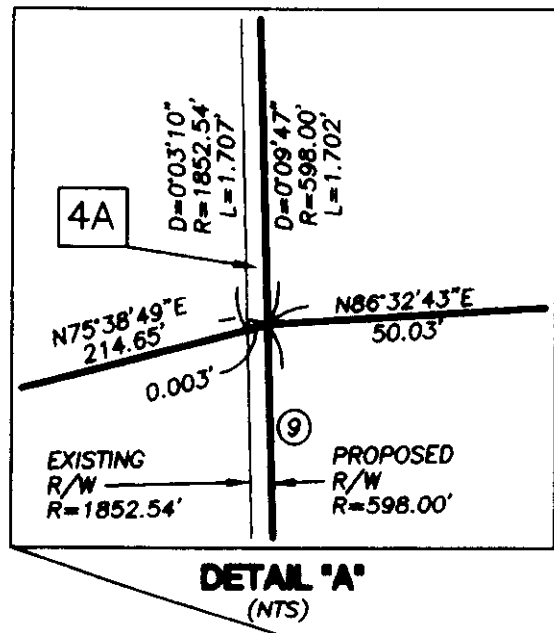 D=0°03'10"
R=1852.54'
L=1.707'
D=0°09'47"
R=598.00'
L=1.702'
4A
N75°38'49"E
214.65'
N86°32'43"E
50.03'
0.003'
9
EXISTING
R/W
R=1852.54'
PROPOSED
R/W
R=598.00'
DETAIL "A"
(NTS)